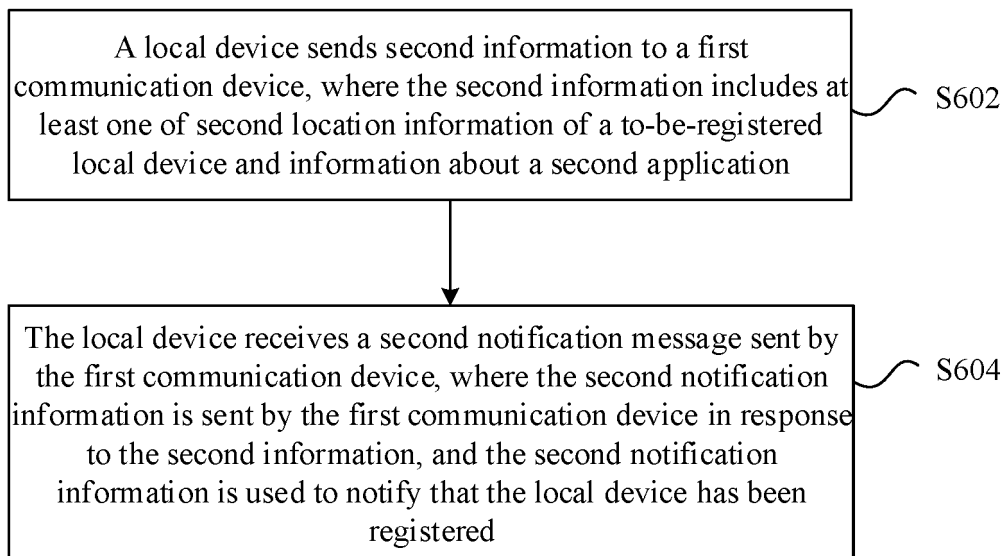 A local device sends second information to a first
communication device, where the second information includes at
least one of second location information of a to-be-registered
local device and information about a second application
S602
The local device receives a second notification message sent by
the first communication device, where the second notification
information is sent by the first communication device in response
to the second information, and the second notification
information is used to notify that the local device has been
registered
S604